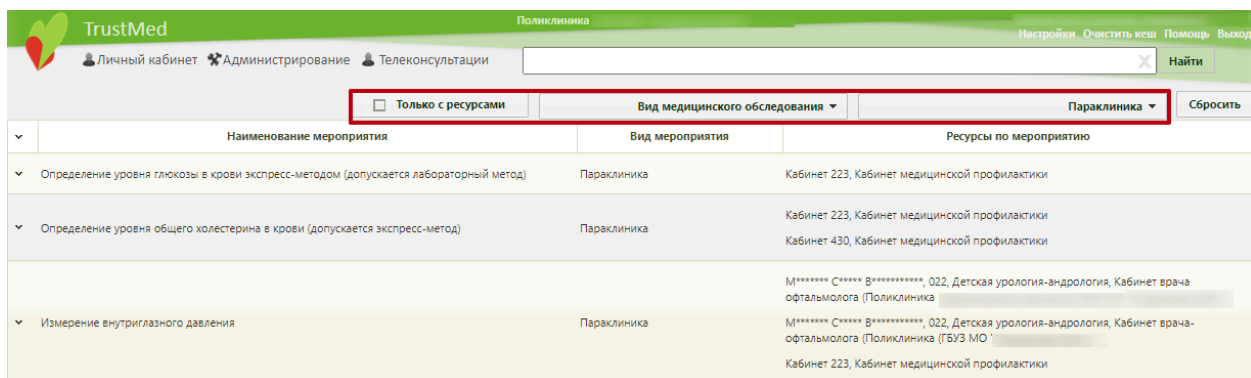 TrustMed
Поликлиника
Настройки Очистить кеш Помощь Выход
Личный кабинет Администрирование Телеконсультации
Найти
Только с ресурсами Вид медицинского обследования Параклиника Сбросить
Наименование мероприятия Вид мероприятия Ресурсы по мероприятию
Определение уровня глюкозы в крови экспресс-методом (допускается лабораторный метод) Параклиника Кабинет 223, Кабинет медицинской профилактики
Кабинет 223, Кабинет медицинской профилактики
Определение уровня общего холестерина в крови (допускается экспресс-метод) Параклиника
Кабинет 430, Кабинет медицинской профилактики
М******* С***** В***********, 022, Детская урология-андрология, Кабинет врача
офтальмолога (Поликлиника
Измерение внутриглазного давления Параклиника М******* С***** В***********, 022, Детская урология-андрология, Кабинет врача-
офтальмолога (Поликлиника (ГБУЗ МО
Кабинет 223, Кабинет медицинской профилактики